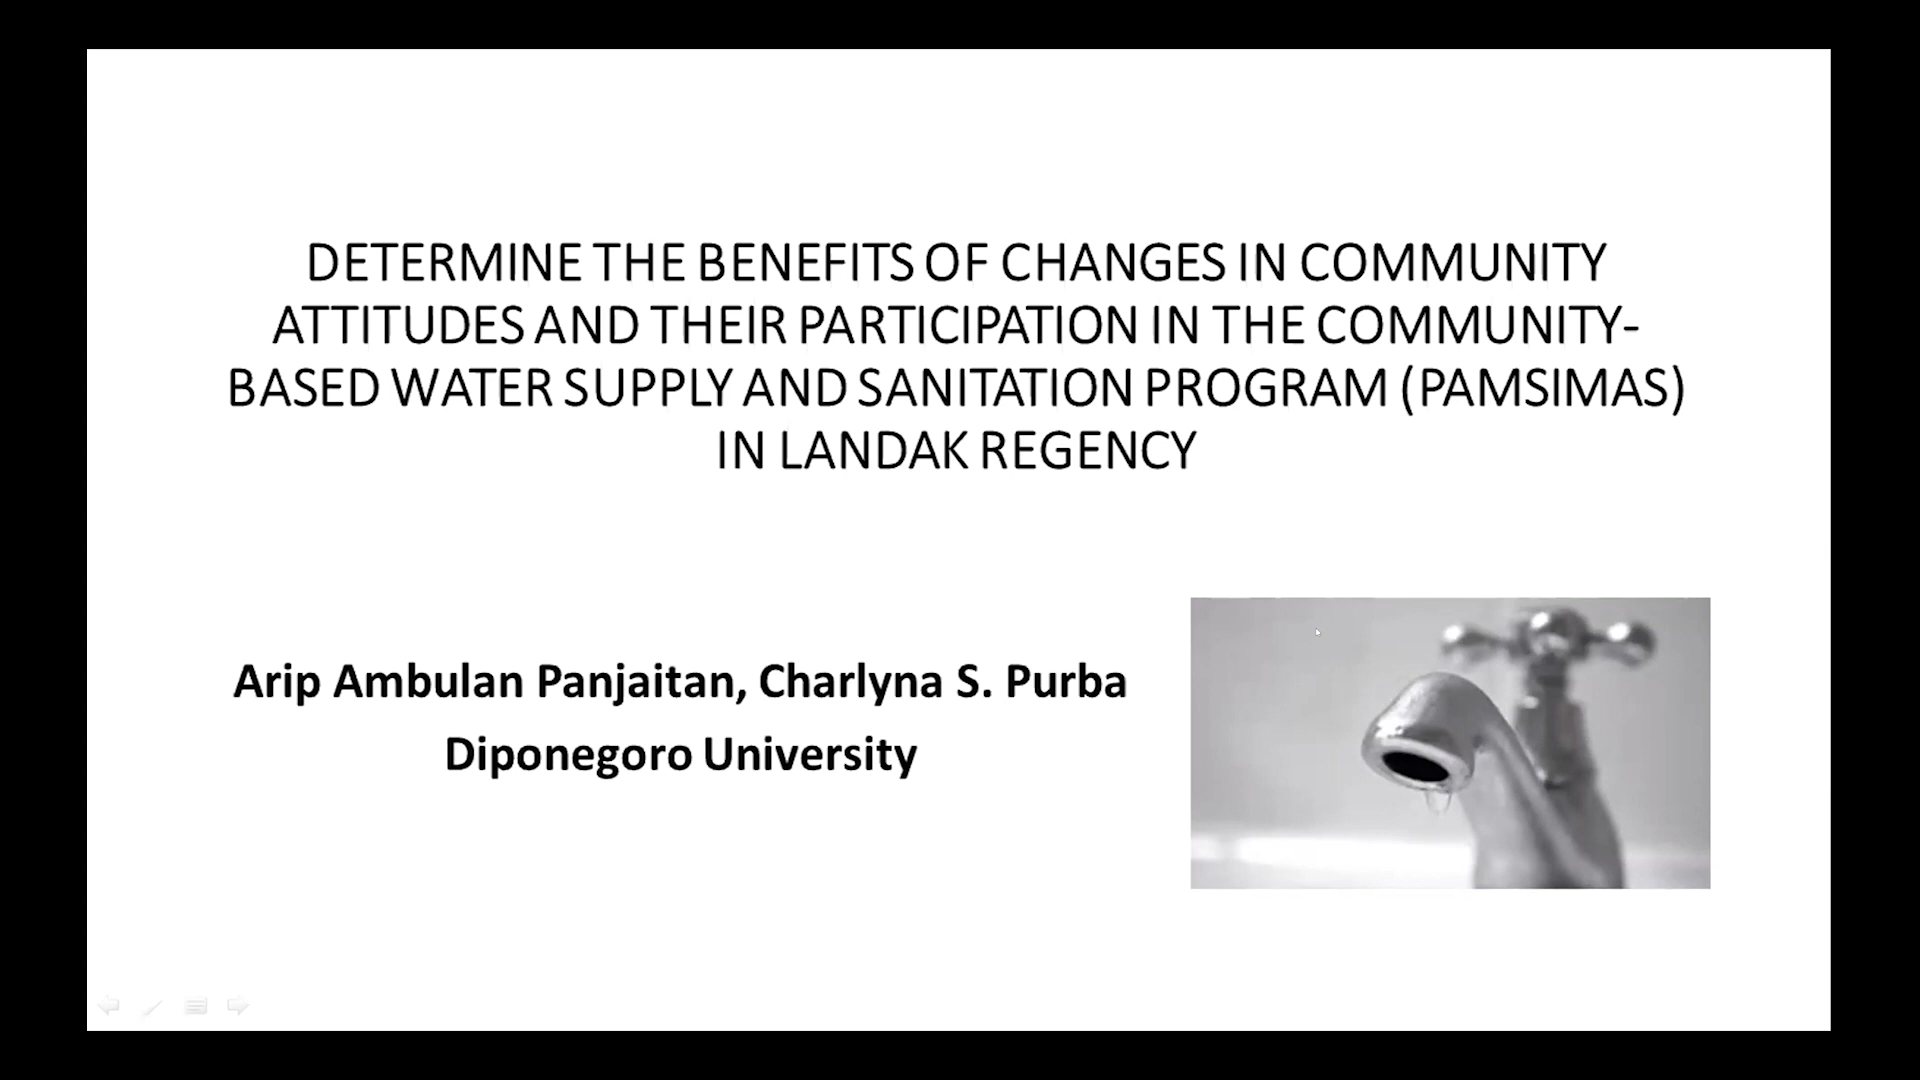 DETERMINE THE BENEFITS OF CHANGES IN COMMUNITY
ATTITUDES AND THEIR PARTICIPATION IN THE COMMUNITY-
BASED WATER SUPPLY AND SANITATION PROGRAM (PAMSIMAS)
IN LANDAK REGENCY
Arip Ambulan Panjaitan, Charlyna S. Purba
Diponegoro University